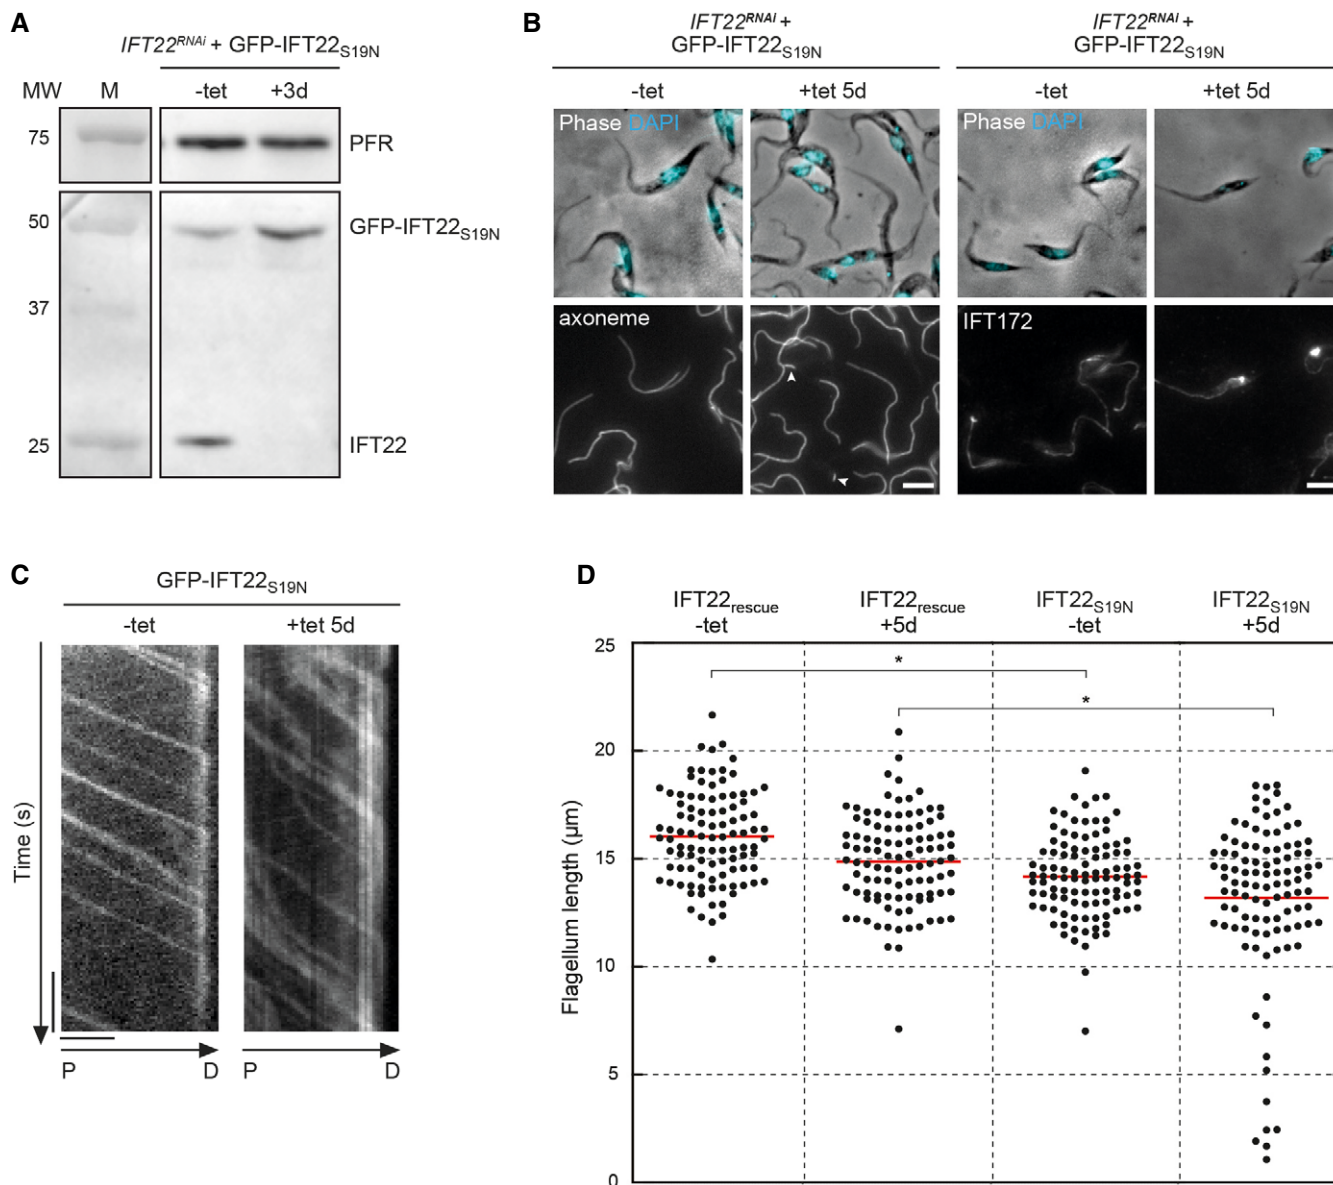 A
IFT22RNAi + GFP-IFT22S19N
MW M -tet +3d
75 PFR
50 GFP-IFT22S19N
37
25 IFT22
B
IFT22RNAi +
GFP-IFT22S19N
-tet +tet 5d
Phase DAPI
axoneme
IFT22RNAi +
GFP-IFT22S19N
-tet +tet 5d
Phase DAPI
IFT172
C
GFP-IFT22S19N
-tet +tet 5d
Time (s)
P D P D
D
IFT22rescue IFT22rescue IFT22S19N IFT22S19N
-tet +5d -tet +5d
*
*
Flagellum length (µm)
25
20
15
10
5
0